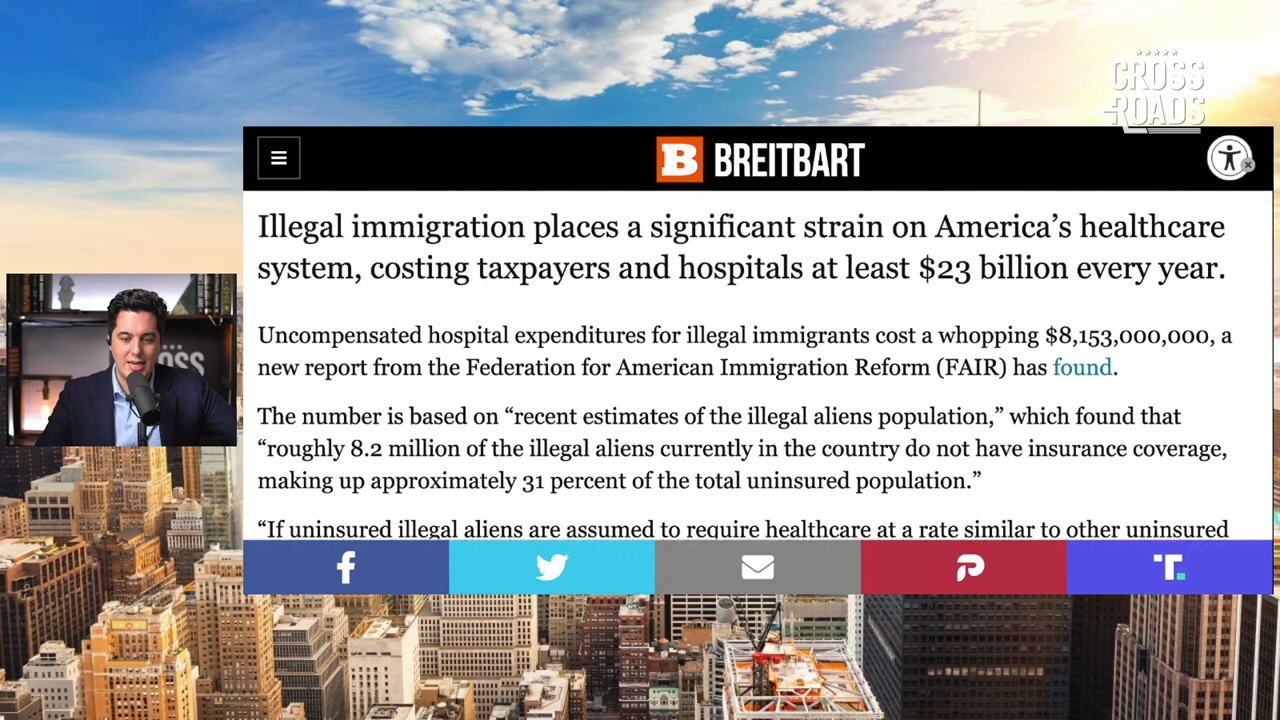 CROSS
ROADS
B BREITBART
Illegal immigration places a significant strain on America's healthcare
system, costing taxpayers and hospitals at least $23 billion every year.
Uncompensated hospital expenditures for illegal immigrants cost a whopping $8,153,000,000, a
new report from the Federation for American Immigration Reform (FAIR) has found.
The number is based on “recent estimates of the illegal aliens population,” which found that
“roughly 8.2 million of the illegal aliens currently in the country do not have insurance coverage,
making up approximately 31 percent of the total uninsured population.”
“If uninsured illegal aliens are assumed to require healthcare at a rate similar to other uninsured
f
T.